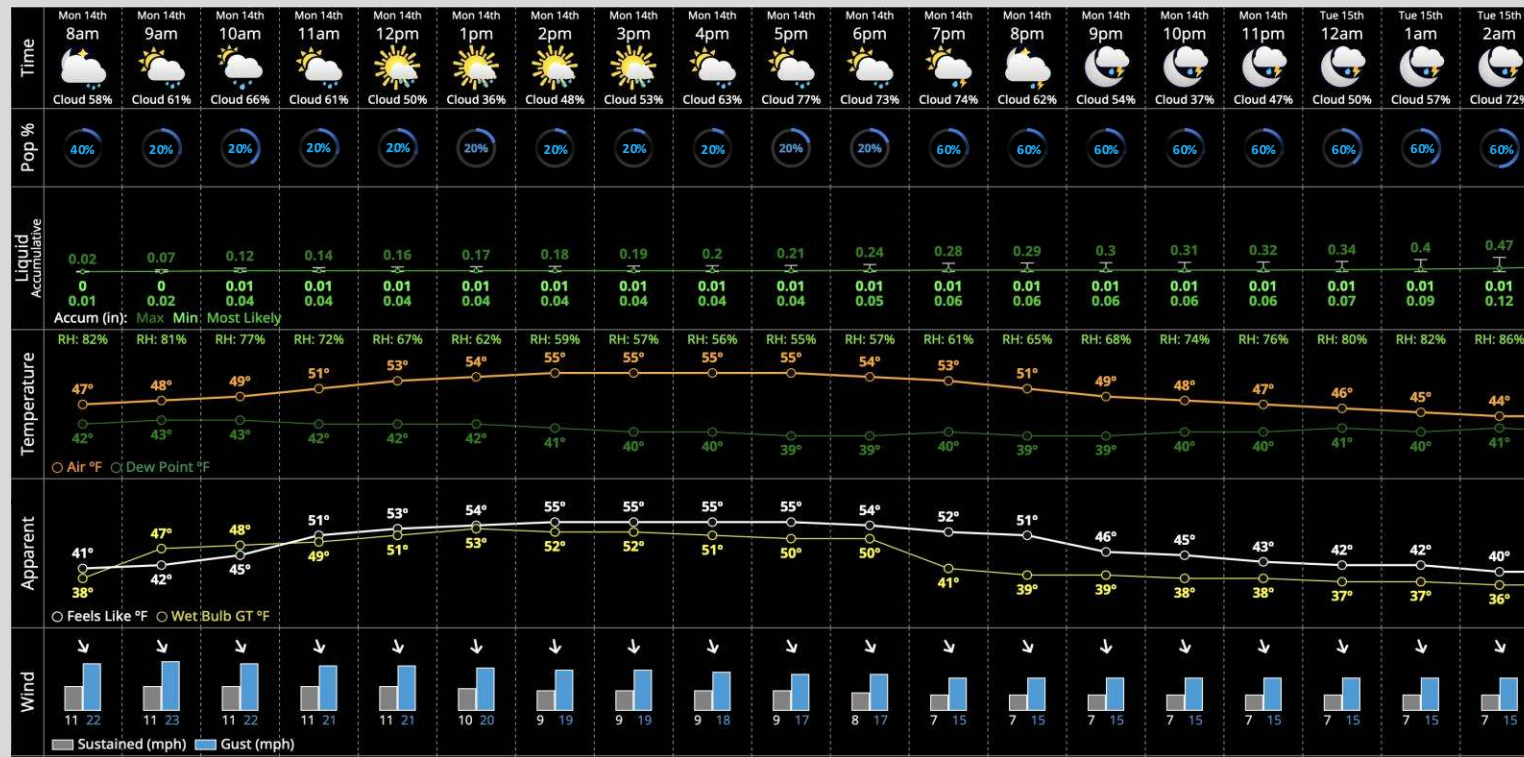 Mon 14th Mon 14th Mon 14th Mon 14th Mon 14th Mon 14th Mon 14th Mon 14th Mon 14th Mon 14th Mon 14th Mon 14th Mon 14th Mon 14th Mon 14th Mon 14th Tue 15th Tue 15th Tue 15th
Time 8am 9am 10am 11am 12pm 1pm 2pm 3pm 4pm 5pm 6pm 7pm 8pm 9pm 10pm 11pm 12am 1am 2am
Cloud 58% Cloud 61% Cloud 66% Cloud 61% Cloud 50% Cloud 36% Cloud 48% Cloud 53% Cloud 63% Cloud 77% Cloud 73% Cloud 74% Cloud 62% Cloud 54% Cloud 37% Cloud 47% Cloud 50% Cloud 57% Cloud 72%
Pop % 40% 20% 20% 20% 20% 20% 20% 20% 20% 20% 20% 60% 60% 60% 60% 60% 60% 60% 60%
Liquid
Accumulative
0.02 0.07 0.12 0.14 0.16 0.17 0.18 0.19 0.2 0.21 0.24 0.28 0.29 0.3 0.31 0.32 0.34 0.4 0.47
0 0 0.01 0.01 0.01 0.01 0.01 0.01 0.01 0.01 0.01 0.01 0.01 0.01 0.01 0.01 0.01 0.01 0.01
0.01 0.02 0.04 0.04 0.04 0.04 0.04 0.04 0.04 0.04 0.05 0.06 0.06 0.06 0.06 0.06 0.07 0.09 0.12
Accum (in): Max Min Most Likely
Temperature
RH: 82% RH: 81% RH: 77% RH: 72% RH: 67% RH: 62% RH: 59% RH: 57% RH: 56% RH: 55% RH: 57% RH: 61% RH: 65% RH: 68% RH: 74% RH: 76% RH: 80% RH: 82% RH: 86%
47° 48° 49° 51° 53° 54° 55° 55° 55° 55° 54° 53° 51° 49° 48° 47° 46° 45° 44°
42° 43° 43° 42° 42° 42° 41° 40° 40° 39° 39° 40° 39° 39° 40° 40° 41° 40° 41°
Air °F Dew Point °F
Apparent
41° 42° 45° 51° 53° 54° 55° 55° 55° 55° 54° 52° 51° 46° 45° 43° 42° 42° 40°
38° 47° 48° 49° 51° 53° 52° 52° 51° 50° 50° 41° 39° 39° 38° 38° 37° 37° 36°
Feels Like °F Wet Bulb GT °F
Wind
11 22 11 23 11 22 11 21 11 21 10 20 9 19 9 19 9 18 9 17 8 17 7 15 7 15 7 15 7 15 7 15 7 15 7 15 7 15
Sustained (mph) Gust (mph)